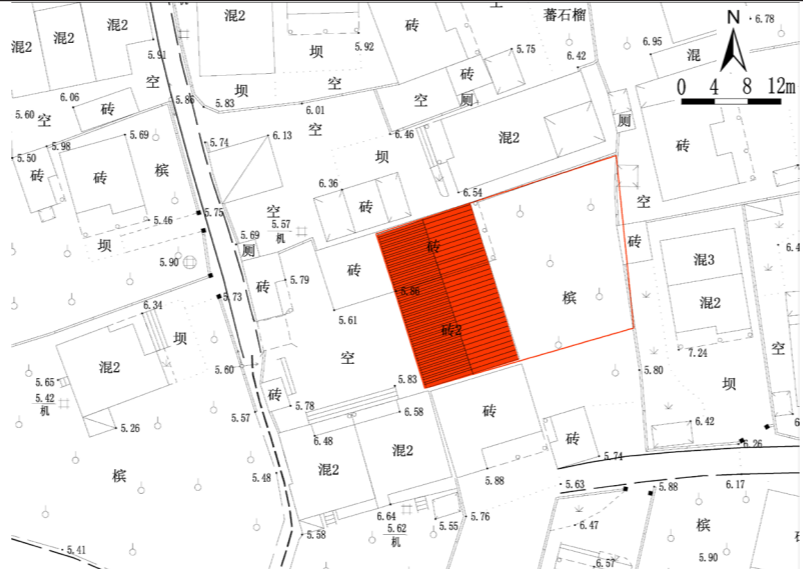 混2
蕃石榴
N
6.78
混2
混2
混2
砖
5.92
坝
5.75
6.95
混
5.91
空
6.42
砖
坝
空
0 4 8 12m
6.06
5.86
5.83
空
厕
砖
6.01
5.60
空
厕
5.69
6.13
空
6.46
混2
5.98
5.74
砖
5.50
坝
砖
砖
槟
6.36
6.54
砖
空
空
5.46
5.75
5.57
机
坝
5.69
厕
砖
砖
6.4
5.90
砖
混3
5.79
砖
5.86
槟
5.73
混2
6.34
5.61
坝
砖2
空
空
5.60
混2
7.24
5.65
5.80
5.83
坝
5.42
机
砖
5.78
5.57
6.58
砖
5.26
6.42
6.48
砖
6.26
混2
混2
5.74
槟
5.48
5.88
6.17
5.63
5.88
6.64
5.62
机
5.55
5.76
6.47
槟
5.58
5.41
5.90
6.57